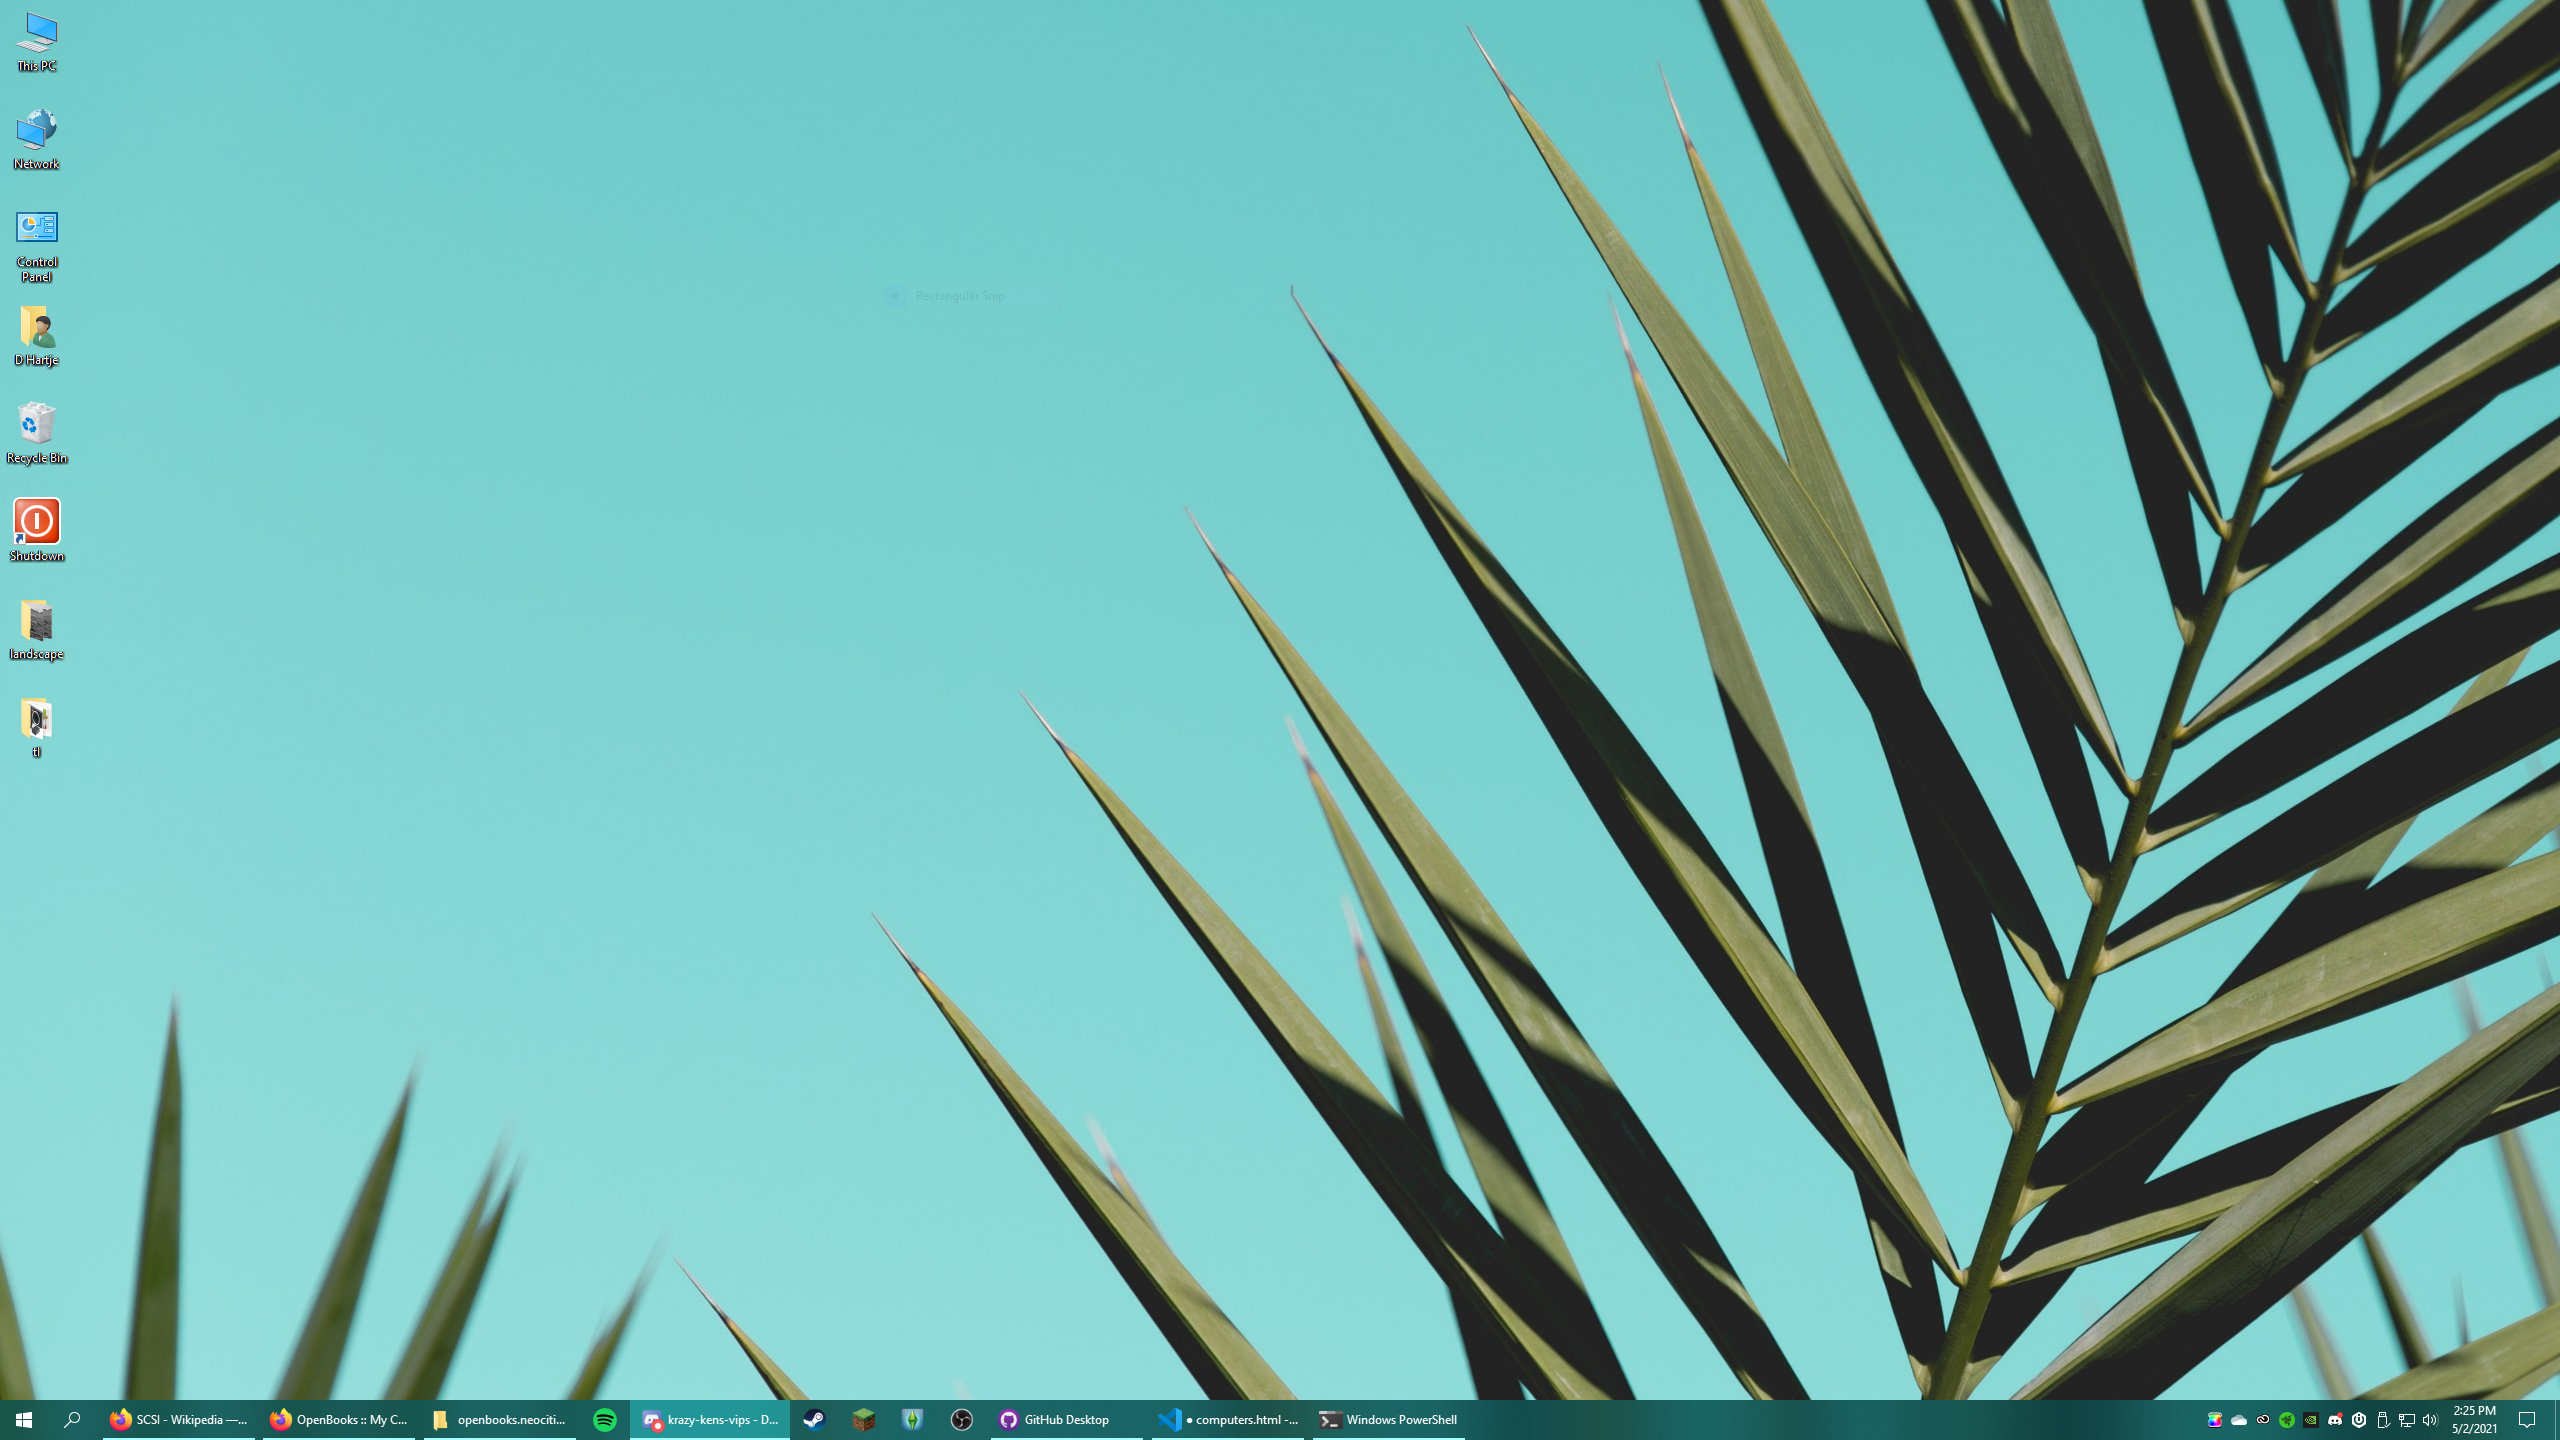 This PC
Network
Control
Panel
D Hartje
Recycle Bin
Shutdown
landscape
tl
Rectangular Snip
SCSI - Wikipedia —...
OpenBooks :: My C...
openbooks.neociti...
krazy-kens-vips - D...
GitHub Desktop
● computers.html -...
Windows PowerShell
2:25 PM
5/2/2021